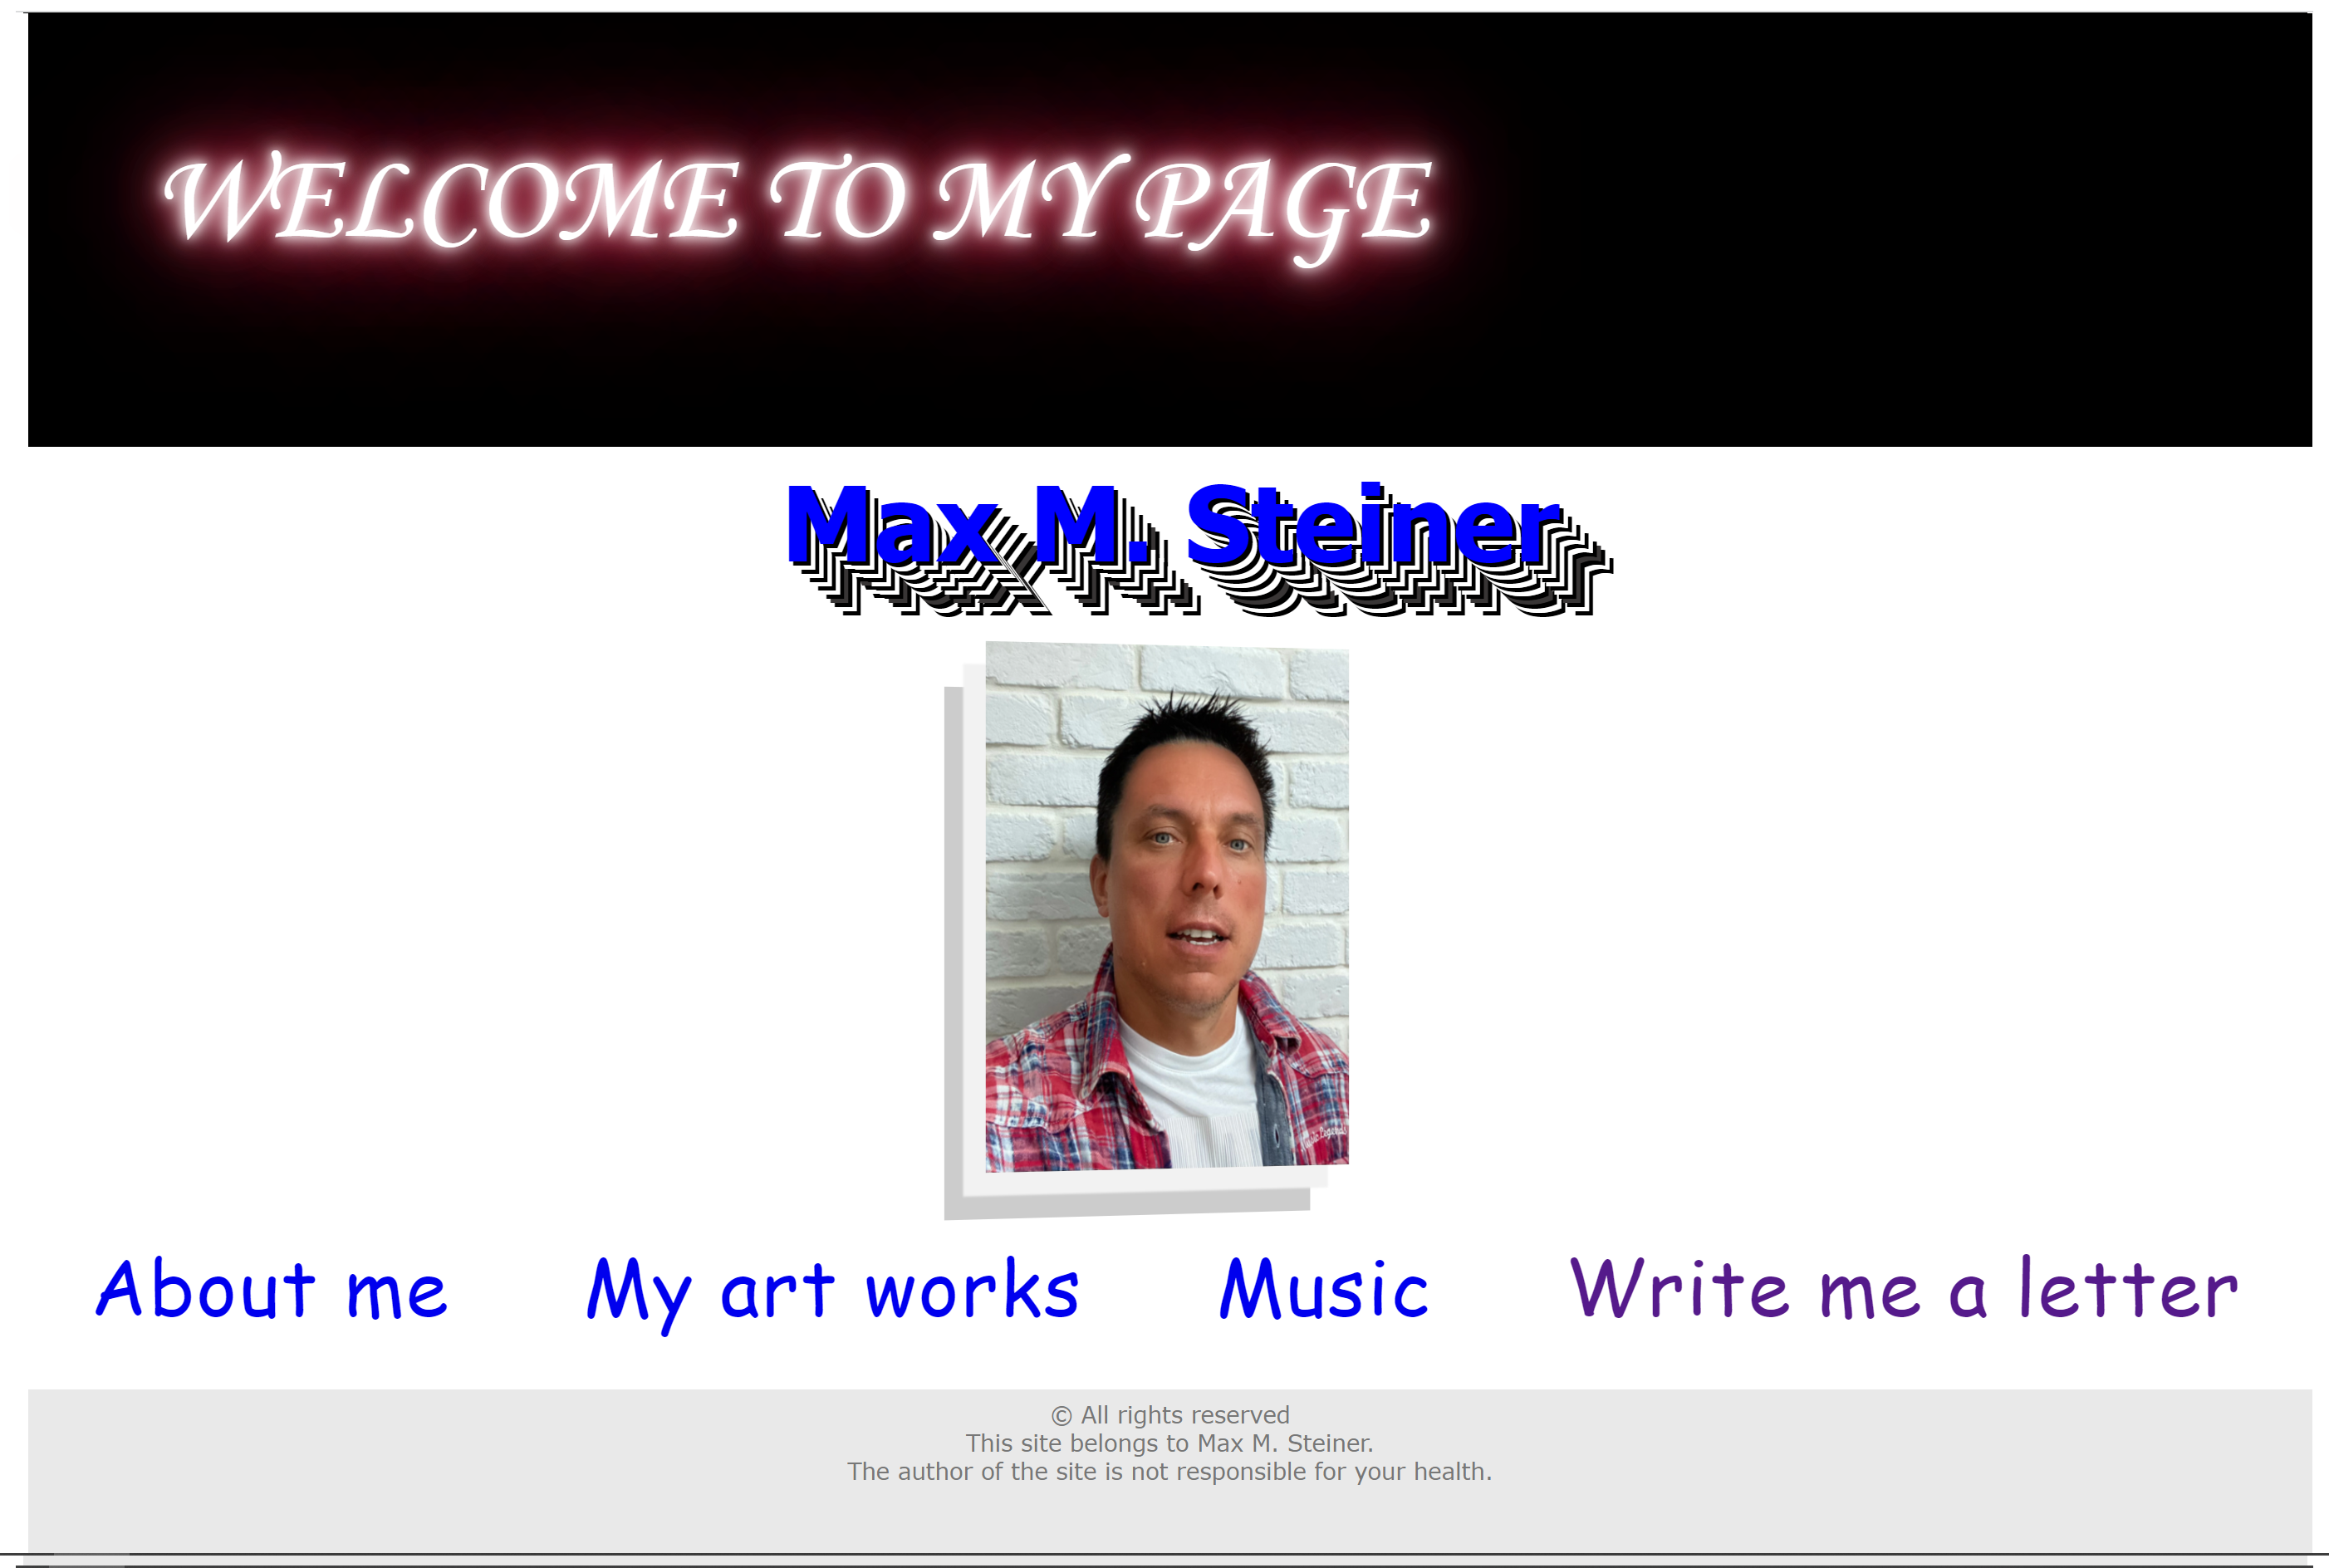 WELCOME TO MY PAGE
Max M. Steiner
About me My art works Music Write me a letter
© All rights reserved
This site belongs to Max M. Steiner.
The author of the site is not responsible for your health.